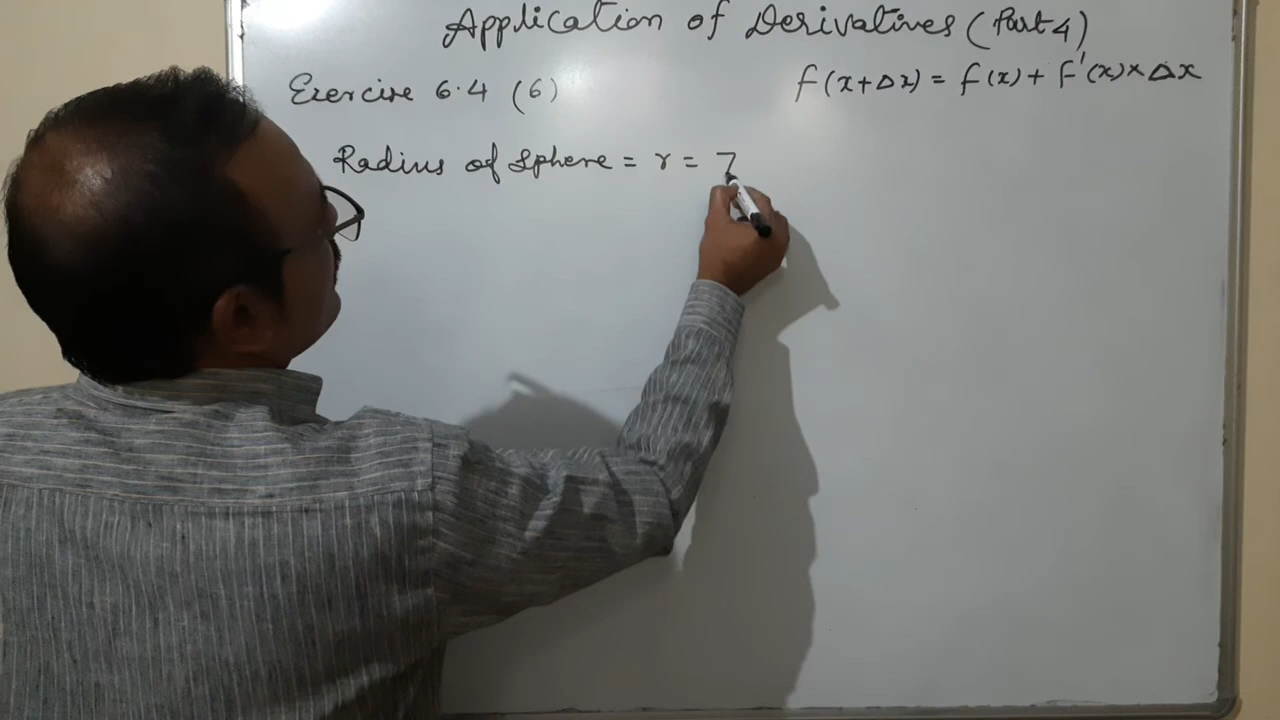 Application of Derivatives (Part 4)
Exercise 6.4 (6)
f(x+Δx) = f(x) + f'(x)×Δx
Radius of Sphere = r = 7